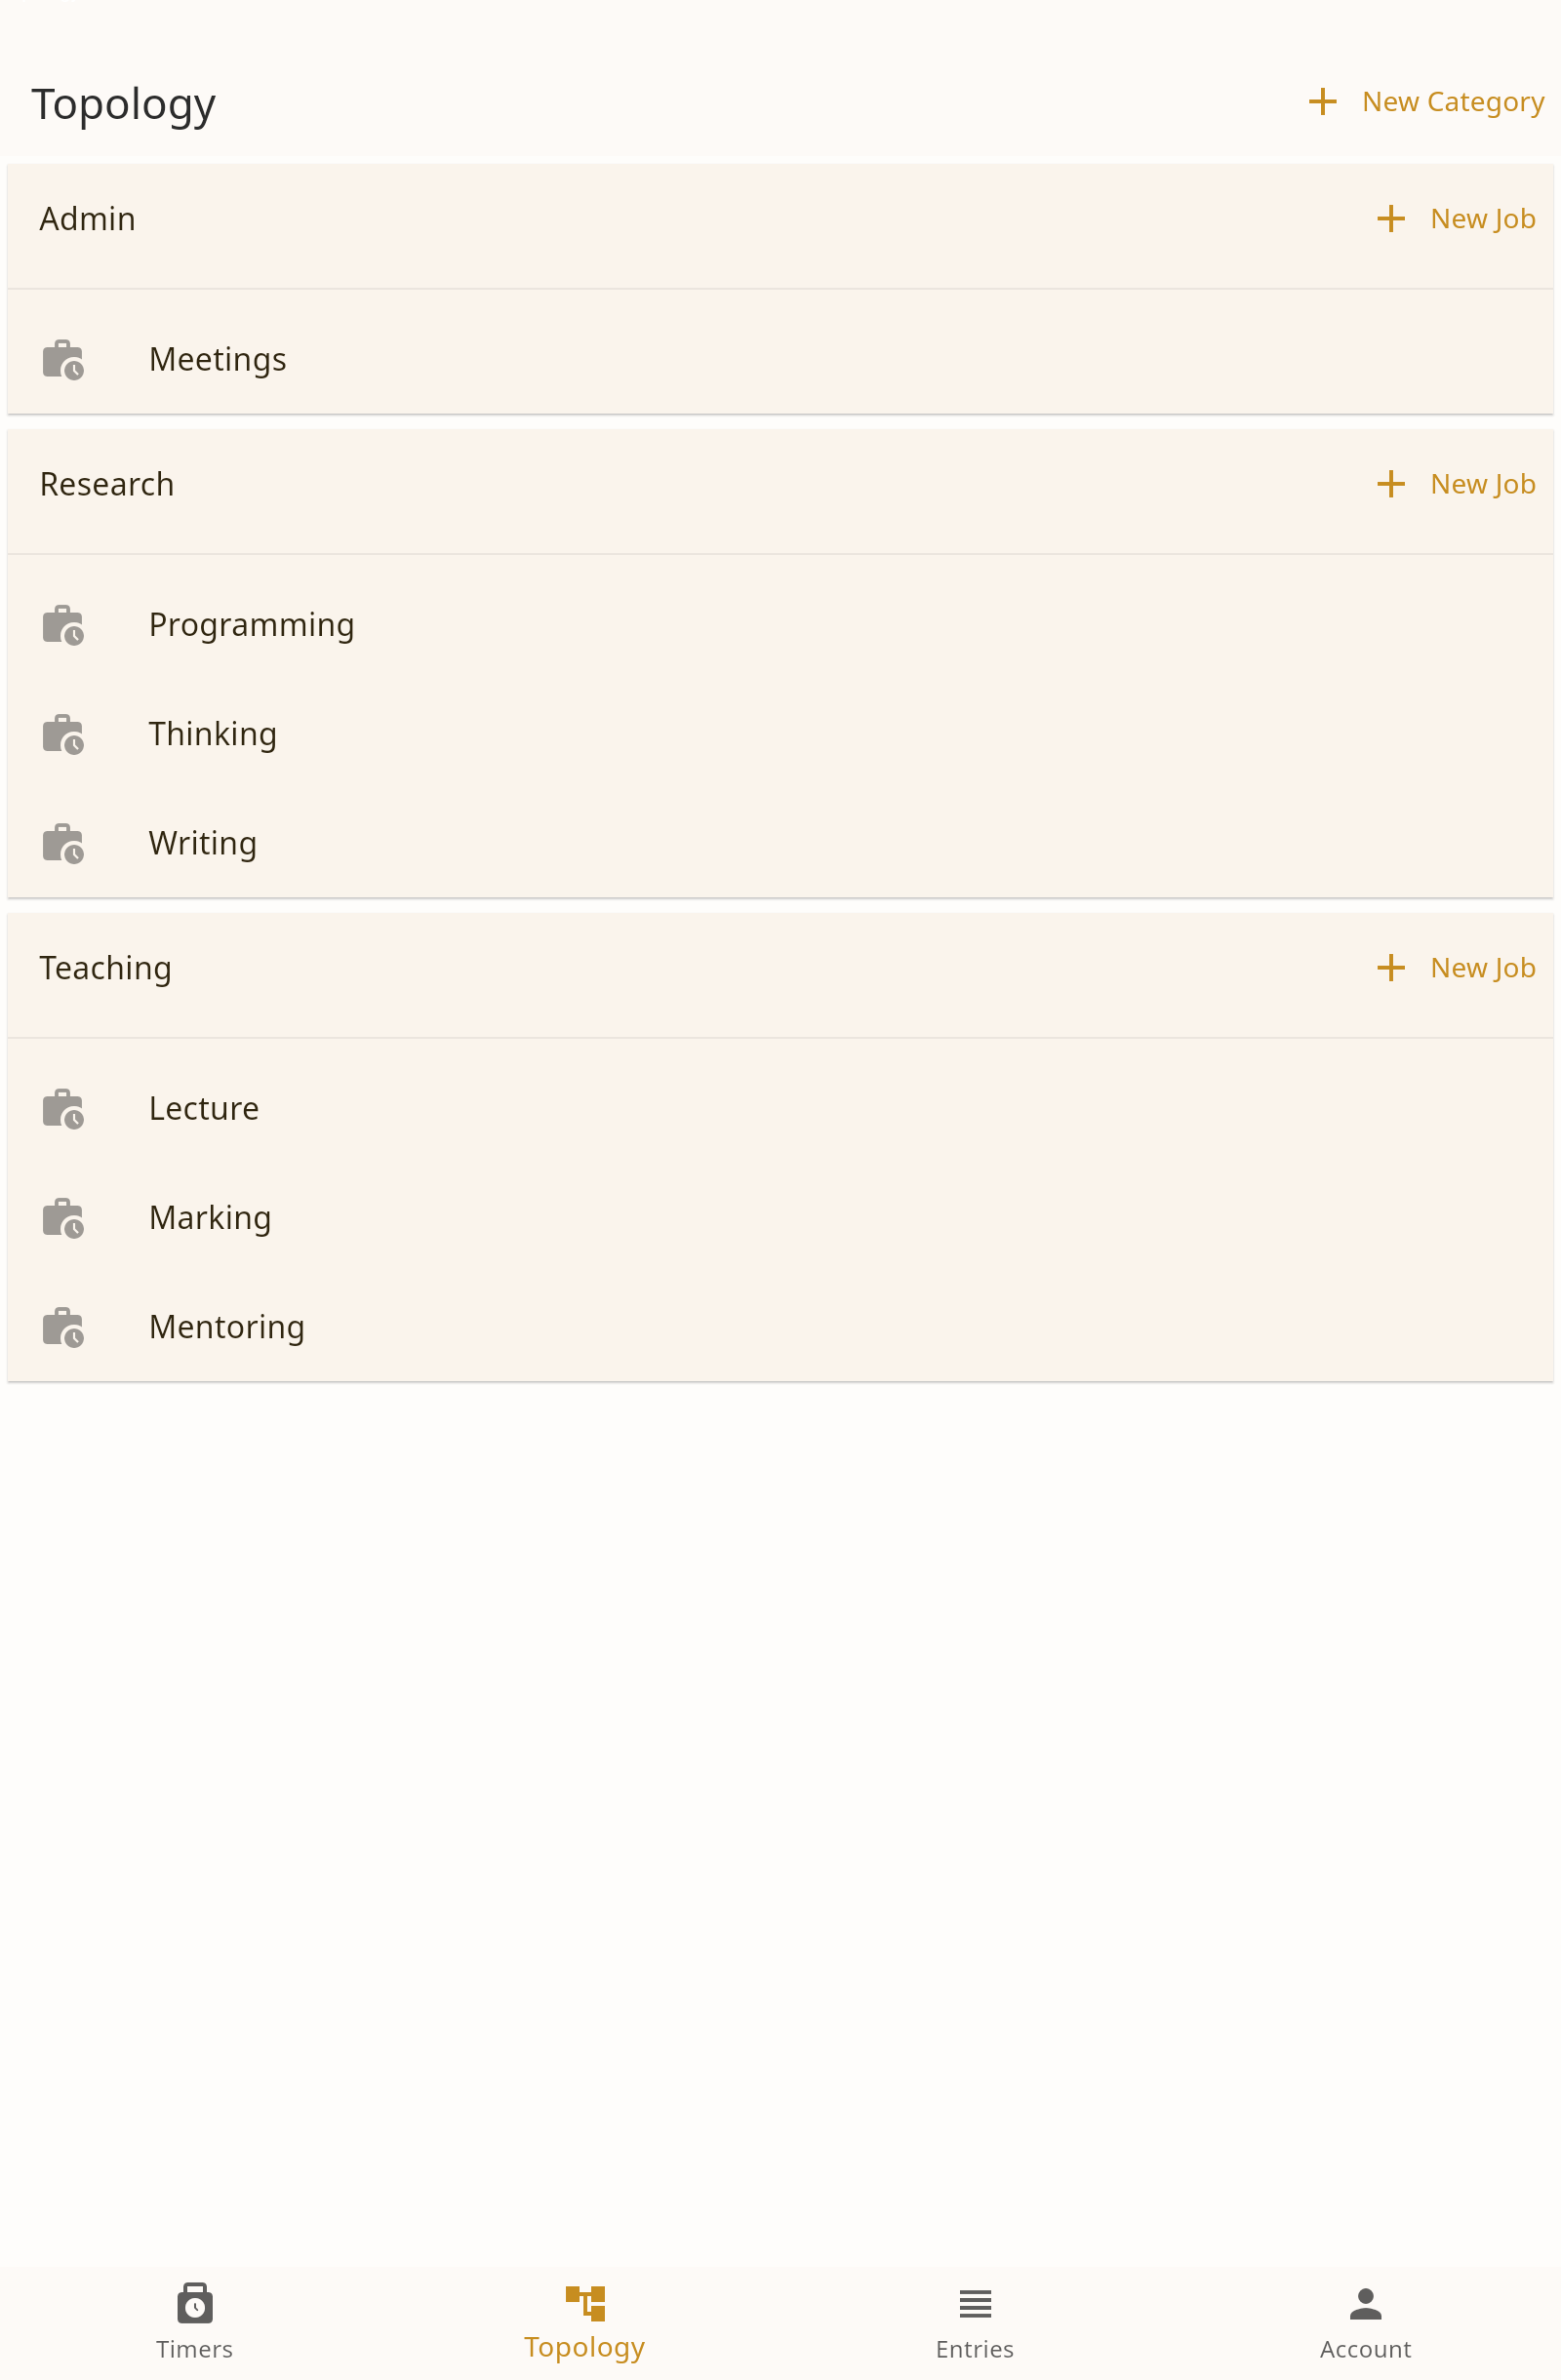 Topology
New Category
Admin
New Job
Meetings
Research
New Job
Programming
Thinking
Writing
Teaching
New Job
Lecture
Marking
Mentoring
Timers
Topology
Entries
Account